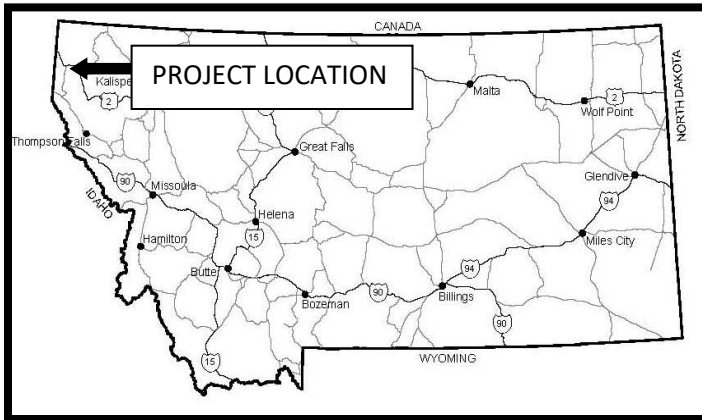 CANADA
PROJECT LOCATION
Kalispe
2
Malta
2
Wolf Point
NORTH DAKOTA
Thompson Falls
Great Falls
Glendive
90
Missoula
94
IDAHO
Helena
Hamilton
15
Miles City
Butte
94
Bozeman
90
Billings
90
15
WYOMING